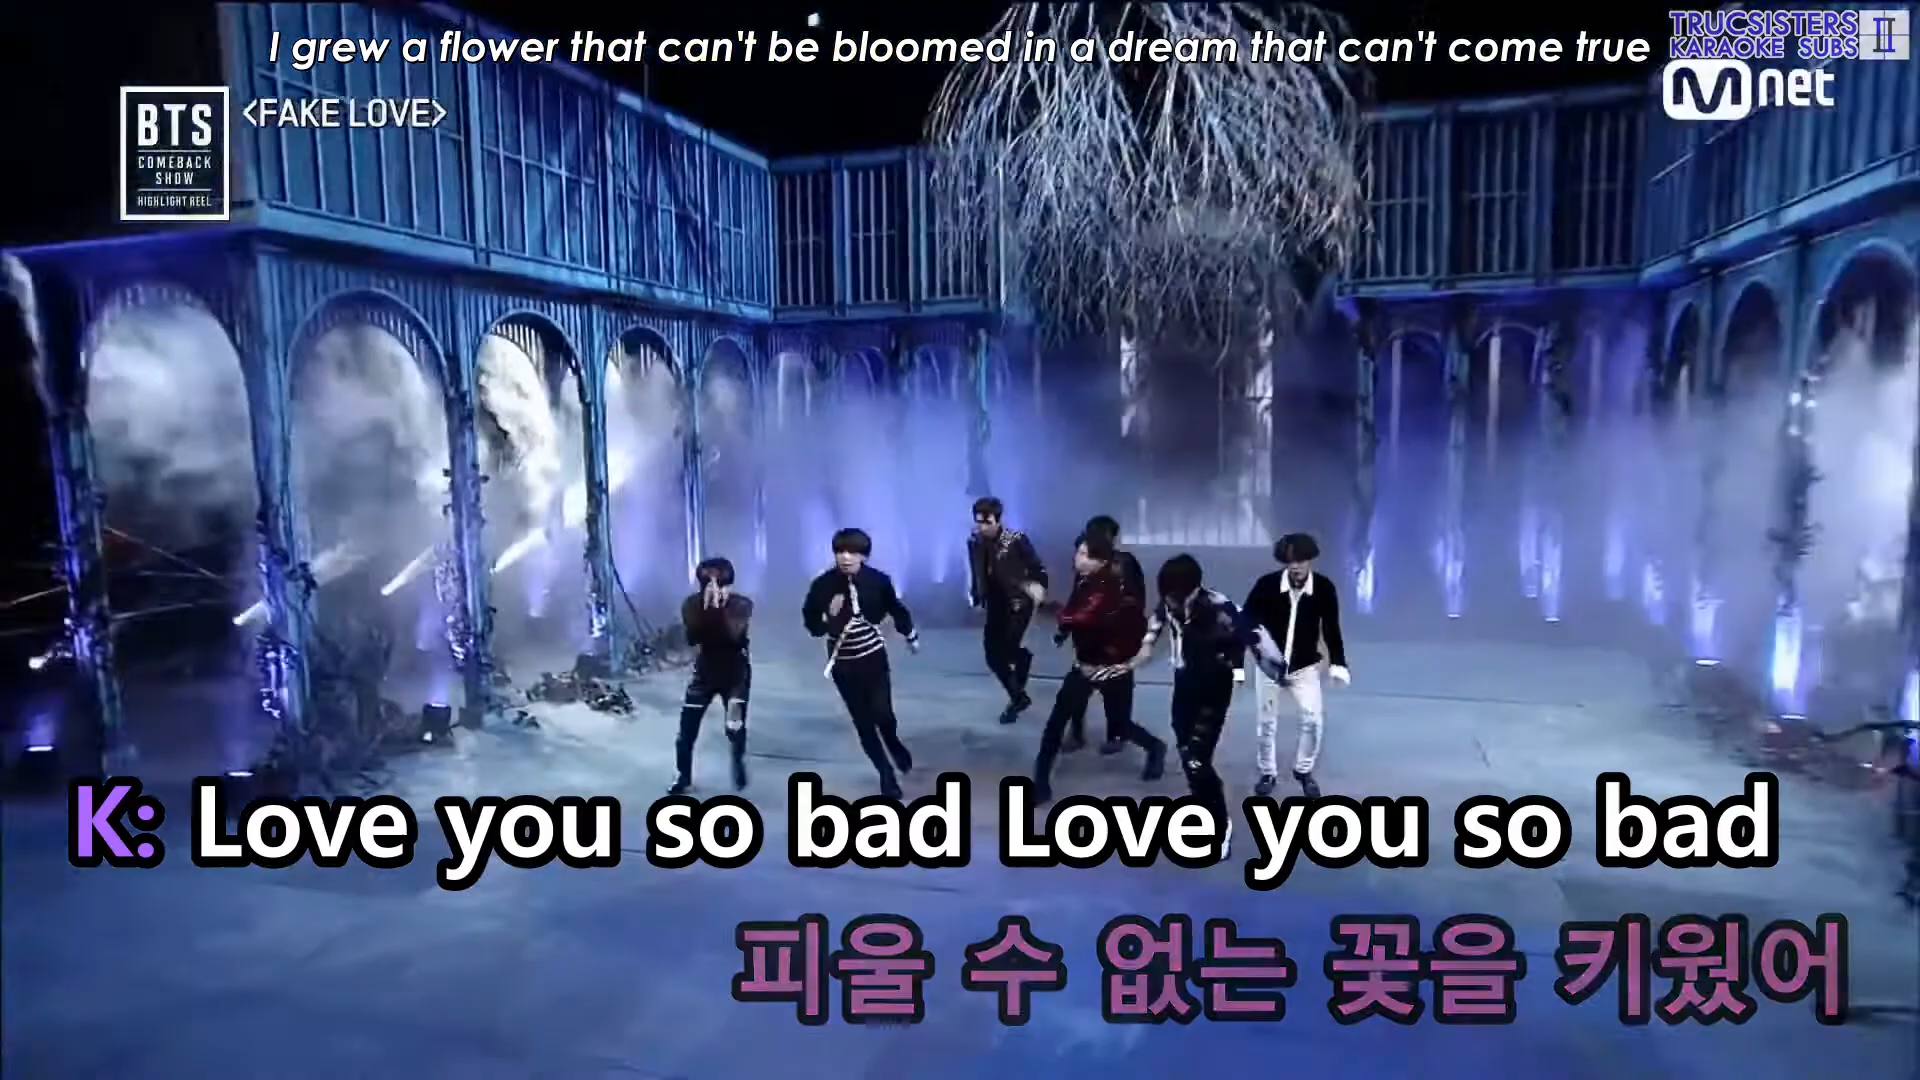 I grew a flower that can't be bloomed in a dream that can't come true
TRUCSISTERS
KARAOKE SUBS II
Mnet
BTS
COMEBACK
SHOW
HIGHLIGHT REEL
<FAKE LOVE>
K: Love you so bad Love you so bad
피울 수 없는 꽃을 키웠어